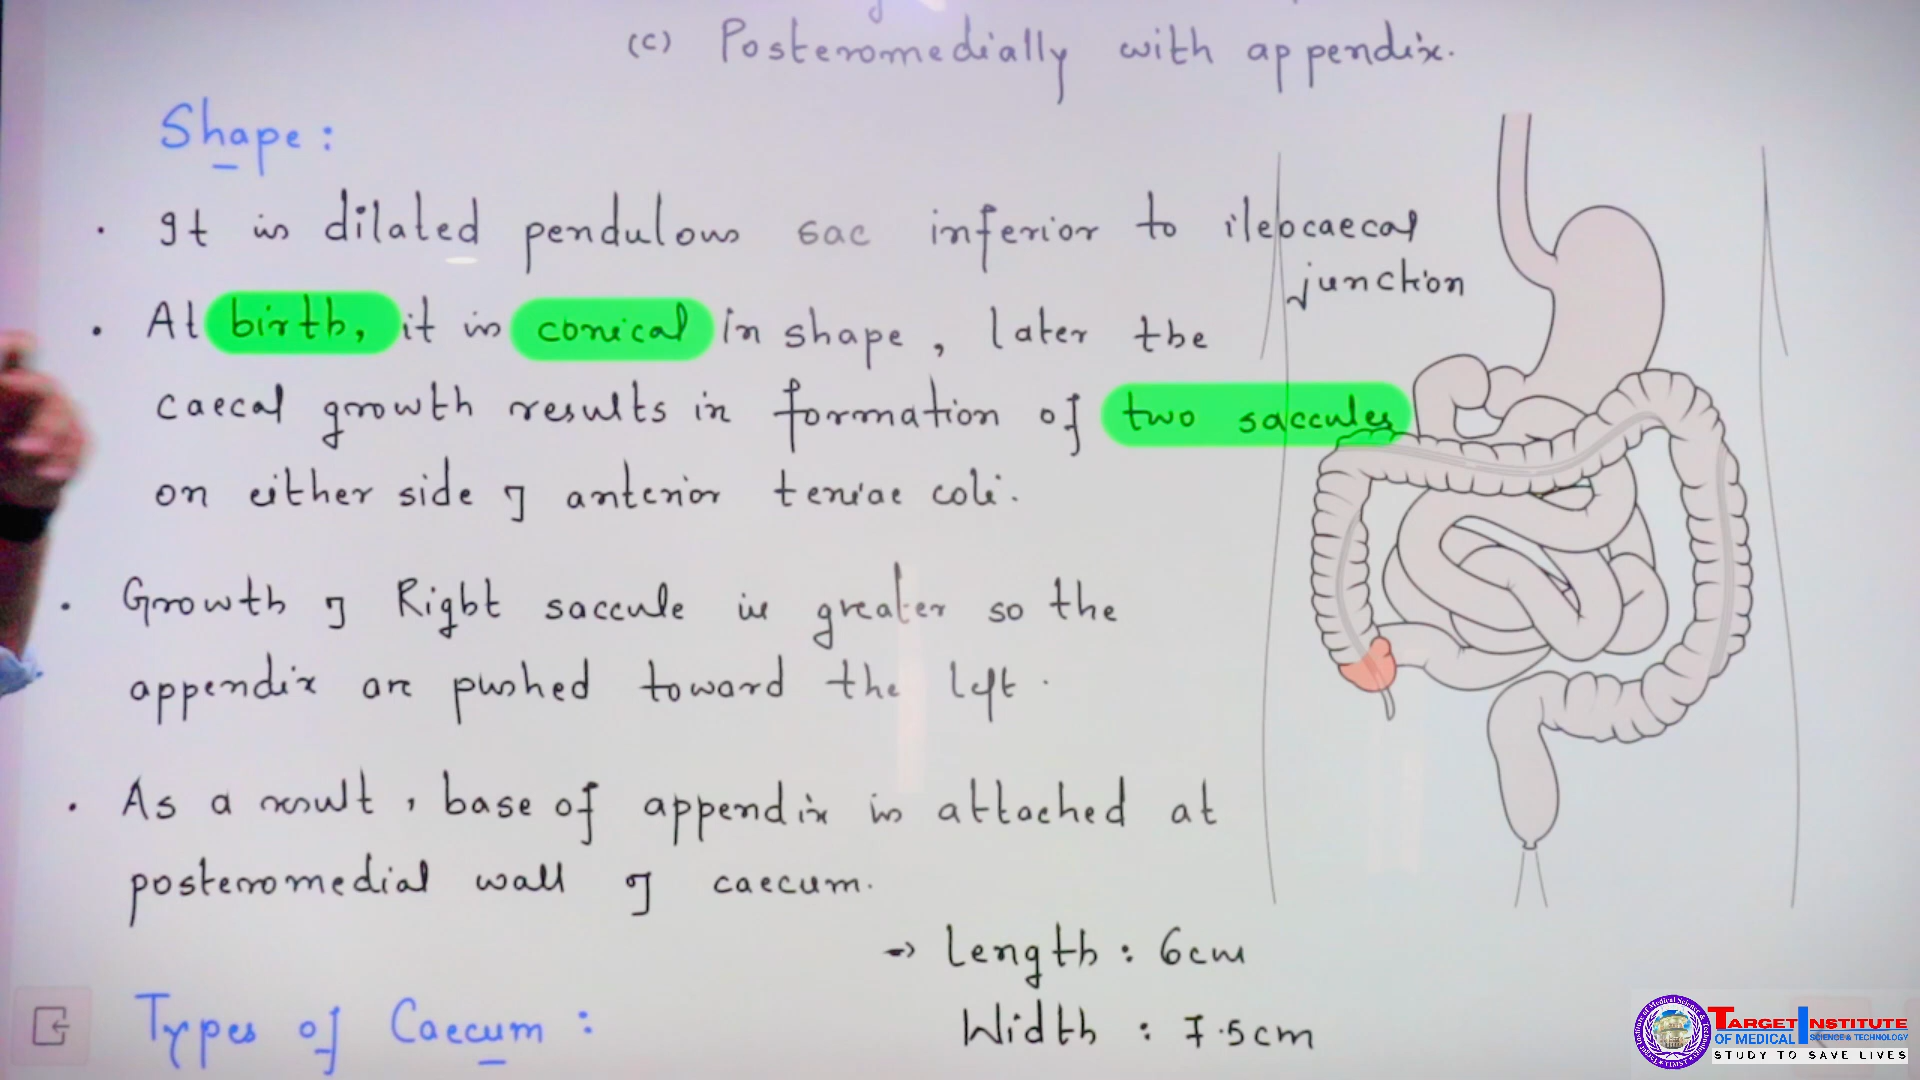 (c) Posteromedially with appendix.
Shape:
• It is dilated pendulous sac inferior to ileocaecal
junction
• At birth, it is conical in shape, later the
caecal growth results in formation of two saccules
on either side of anterior teniae coli.
• Growth of Right saccule is greater so the
appendix are pushed toward the left.
• As a result, base of appendix is attached at
posteromedial wall of caecum.
→ Length : 6cm
Width : 7.5cm
Types of Caecum :
TARGET INSTITUTE
OF MEDICAL SCIENCE & TECHNOLOGY
STUDY TO SAVE LIVES